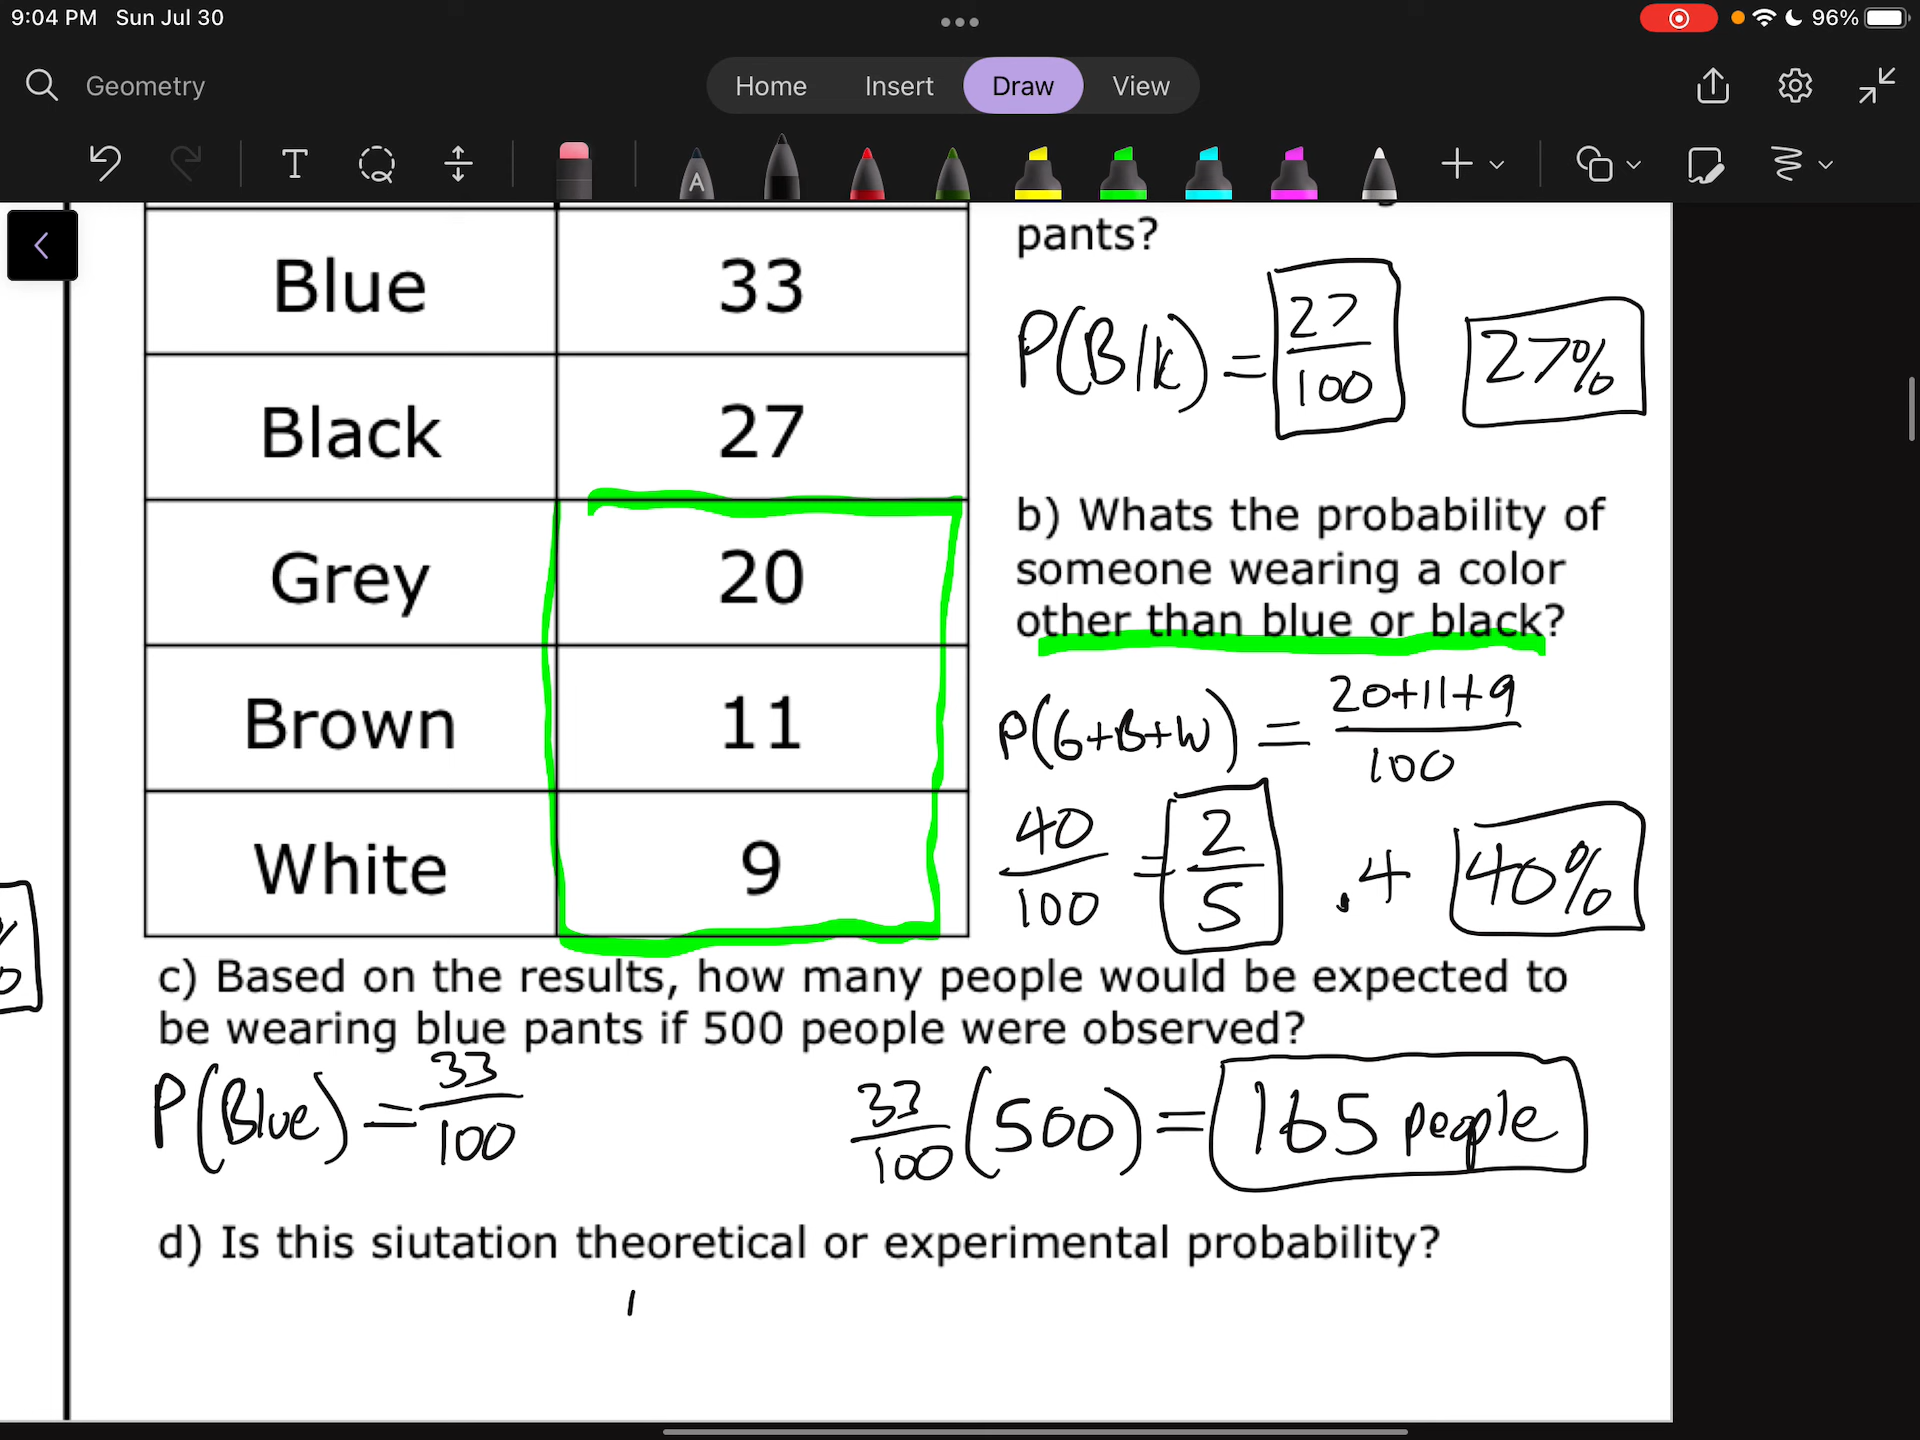 9:04 PM Sun Jul 30
96%
Geometry
Home Insert Draw View
T
A
pants?
Blue 33
P(Blk) = 27/100 27%
Black 27
b) Whats the probability of
someone wearing a color
other than blue or black?
Grey 20
Brown 11
P(G+B+W) = 20+11+9/100
White 9
40/100 = 2/5 .4 40%
c) Based on the results, how many people would be expected to
be wearing blue pants if 500 people were observed?
P(Blue) = 33/100 33/100 (500) = 165 people
d) Is this siutation theoretical or experimental probability?